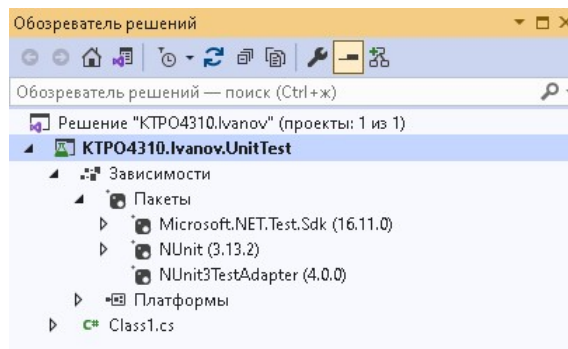 Обозреватель решений
Обозреватель решений — поиск (Ctrl+ж)
Решение "KTPO4310.Ivanov" (проекты: 1 из 1)
KTPO4310.Ivanov.UnitTest
Зависимости
Пакеты
Microsoft.NET.Test.Sdk (16.11.0)
NUnit (3.13.2)
NUnit3TestAdapter (4.0.0)
Платформы
C# Class1.cs